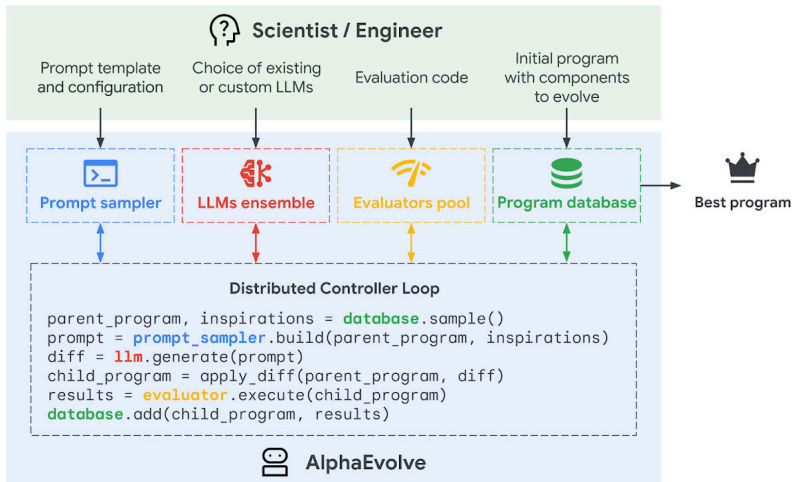 Scientist / Engineer
Prompt template
and configuration
Choice of existing
or custom LLMs
Evaluation code
Initial program
with components
to evolve
Prompt sampler
LLMs ensemble
Evaluators pool
Program database
Best program
Distributed Controller Loop
parent_program, inspirations = database.sample()
prompt = prompt_sampler.build(parent_program, inspirations)
diff = llm.generate(prompt)
child_program = apply_diff(parent_program, diff)
results = evaluator.execute(child_program)
database.add(child_program, results)
AlphaEvolve